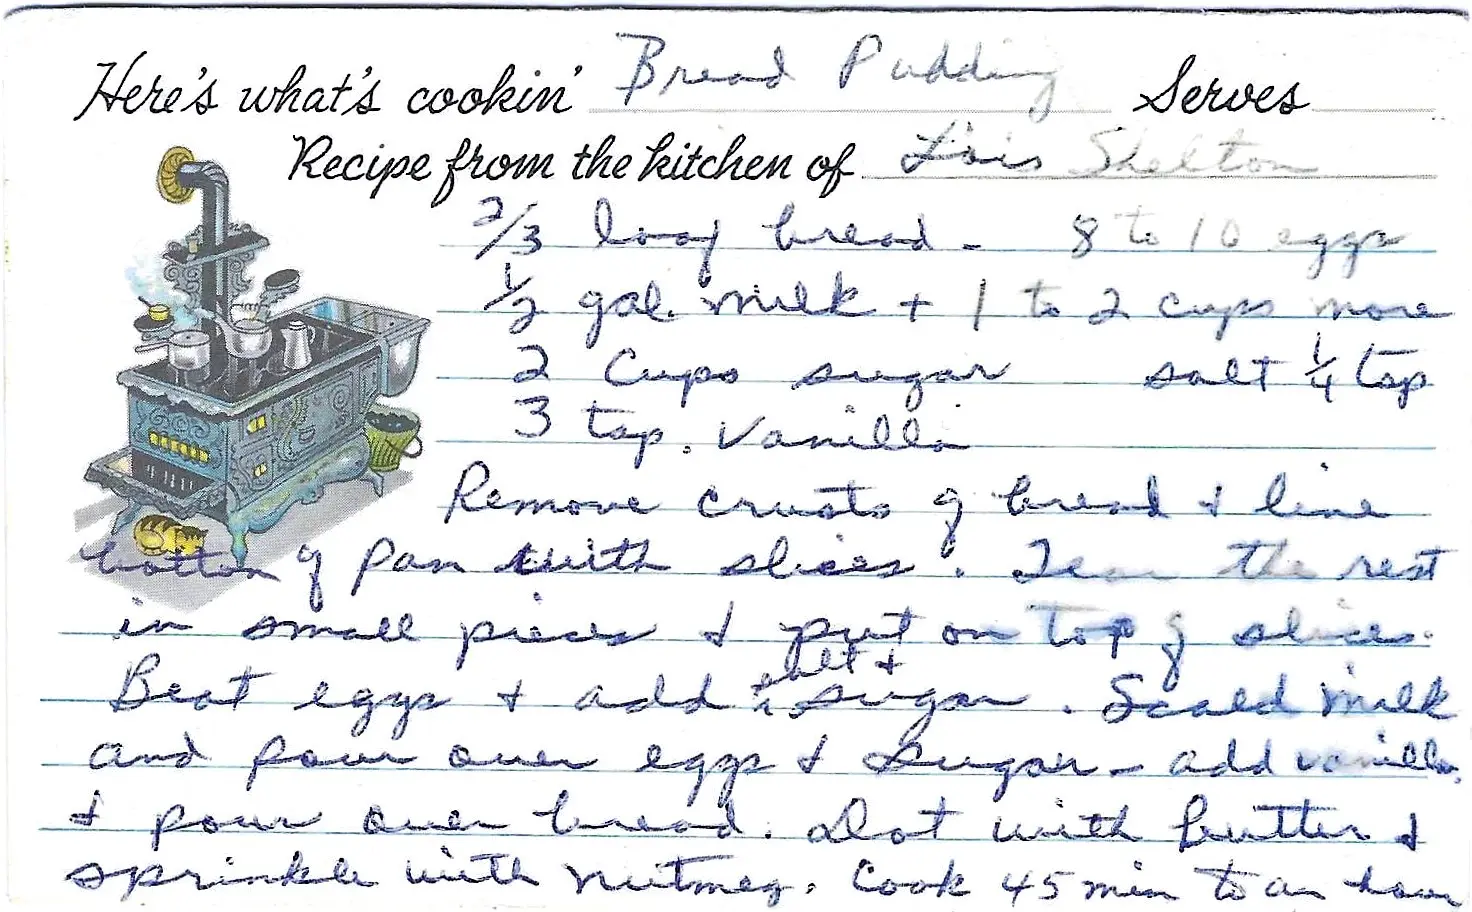 Here's what's cookin' Bread Pudding Serves
Recipe from the kitchen of Lois Shelton
2/3 loaf bread - 8 to 10 eggs
1/2 gal. milk + 1 to 2 cups more
2 Cups sugar salt 1/4 tsp
3 tsp. Vanilla
Remove crusts of bread & line
bottom of pan with slices. Tear the rest
in small pieces & put on top of slices.
salt &
Beat eggs & add sugar. Scald milk
and pour over eggs & sugar - add vanilla
& pour over bread. Dot with butter &
sprinkle with nutmeg. Cook 45 min to an hour